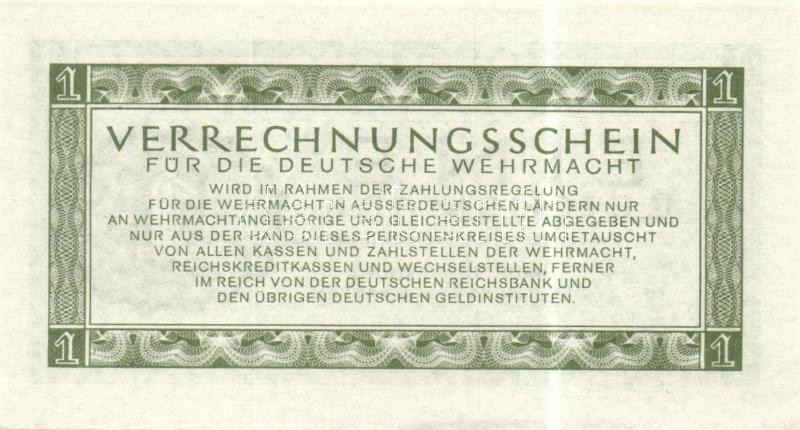 1 1
VERRECHNUNGSSCHEIN
FÜR DIE DEUTSCHE WEHRMACHT
WIRD IM RAHMEN DER ZAHLUNGSREGELUNG
FÜR DIE WEHRMACHT IN AUSSERDEUTSCHEN LÄNDERN NUR
AN WEHRMACHTANGEHÖRIGE UND GLEICHGESTELLTE ABGEGEBEN UND
NUR AUS DER HAND DIESES PERSONENKREISES UMGETAUSCHT
VON ALLEN KASSEN UND ZAHLSTELLEN DER WEHRMACHT,
REICHSKREDITKASSEN UND WECHSELSTELLEN, FERNER
IM REICH VON DER DEUTSCHEN REICHSBANK UND
DEN ÜBRIGEN DEUTSCHEN GELDINSTITUTEN.
1 1